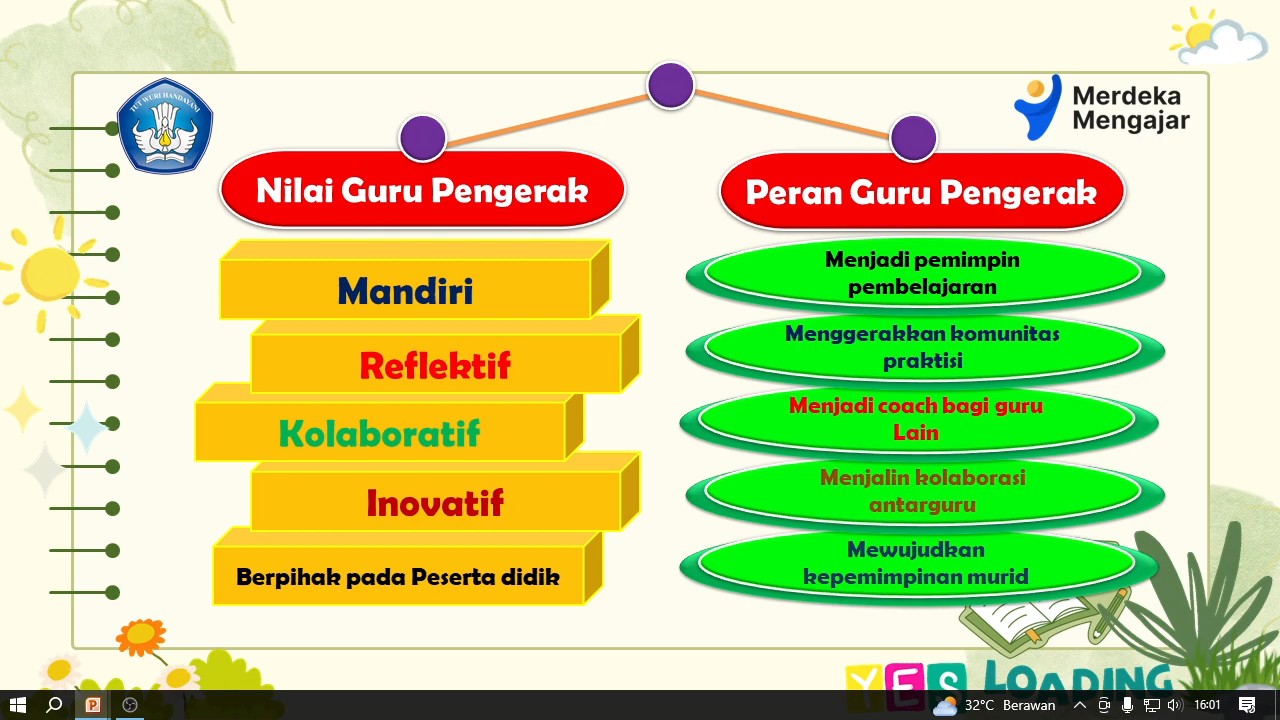 TUT WURI HANDAYANI
Merdeka
Mengajar
Nilai Guru Pengerak
Mandiri
Reflektif
Kolaboratif
Inovatif
Berpihak pada Peserta didik
Peran Guru Pengerak
Menjadi pemimpin
pembelajaran
Menggerakkan komunitas
praktisi
Menjadi coach bagi guru
Lain
Menjalin kolaborasi
antarguru
Mewujudkan
kepemimpinan murid
YES LOADING
32°C Berawan 16:01